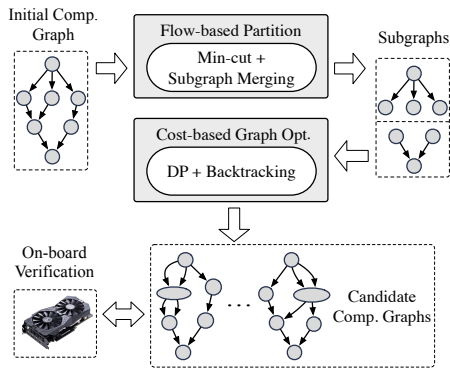 Initial Comp.
Graph
Flow-based Partition
Min-cut +
Subgraph Merging
Subgraphs
Cost-based Graph Opt.
DP + Backtracking
On-board
Verification
...
Candidate
Comp. Graphs